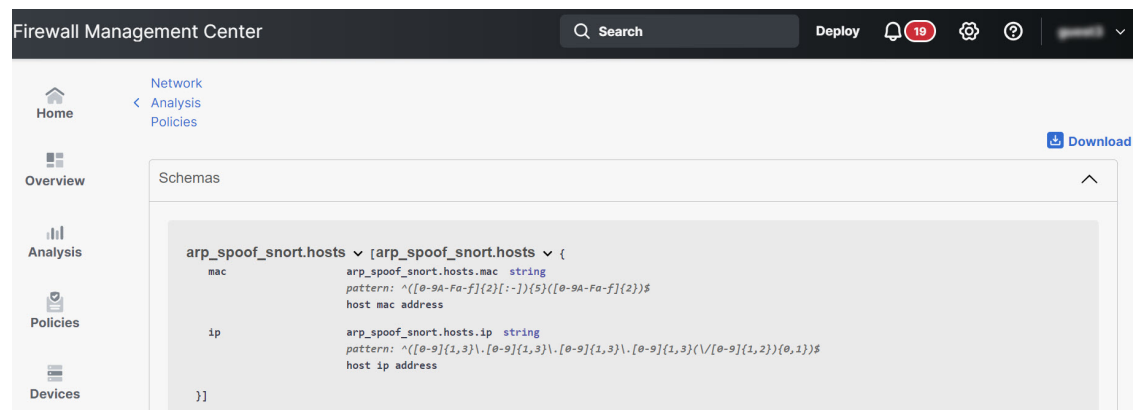 Firewall Management Center
Search
Deploy
19
Home
Network
Analysis
Policies
Download
Overview
Schemas
Analysis
arp_spoof_snort.hosts [arp_spoof_snort.hosts {
mac arp_spoof_snort.hosts.mac string
pattern: ^([0-9A-Fa-f]{2}[:-]){5}([0-9A-Fa-f]{2})$
host mac address
Policies
ip arp_spoof_snort.hosts.ip string
pattern: ^([0-9]{1,3}\.[0-9]{1,3}\.[0-9]{1,3}\.[0-9]{1,3}(\/[0-9]{1,2}){0,1})$
host ip address
Devices
}]